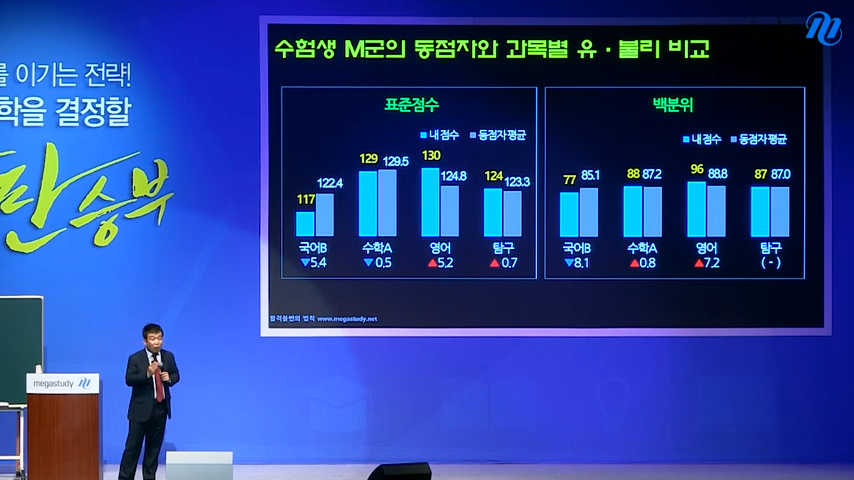 를 이기는 전략!
학을 결정할
판승부
megastudy
수험생 M군의 동점자와 과목별 유·불리 비교
표준점수
내 점수 동점자 평균
117 122.4 129 129.5 130 124.8 124 123.3
국어B 수학A 영어 탐구
▼5.4 ▼0.5 ▲5.2 ▲0.7
백분위
내 점수 동점자 평균
77 85.1 88 87.2 96 88.8 87 87.0
국어B 수학A 영어 탐구
▼8.1 ▲0.8 ▲7.2 (-)
합격불변의 법칙 www.megastudy.net